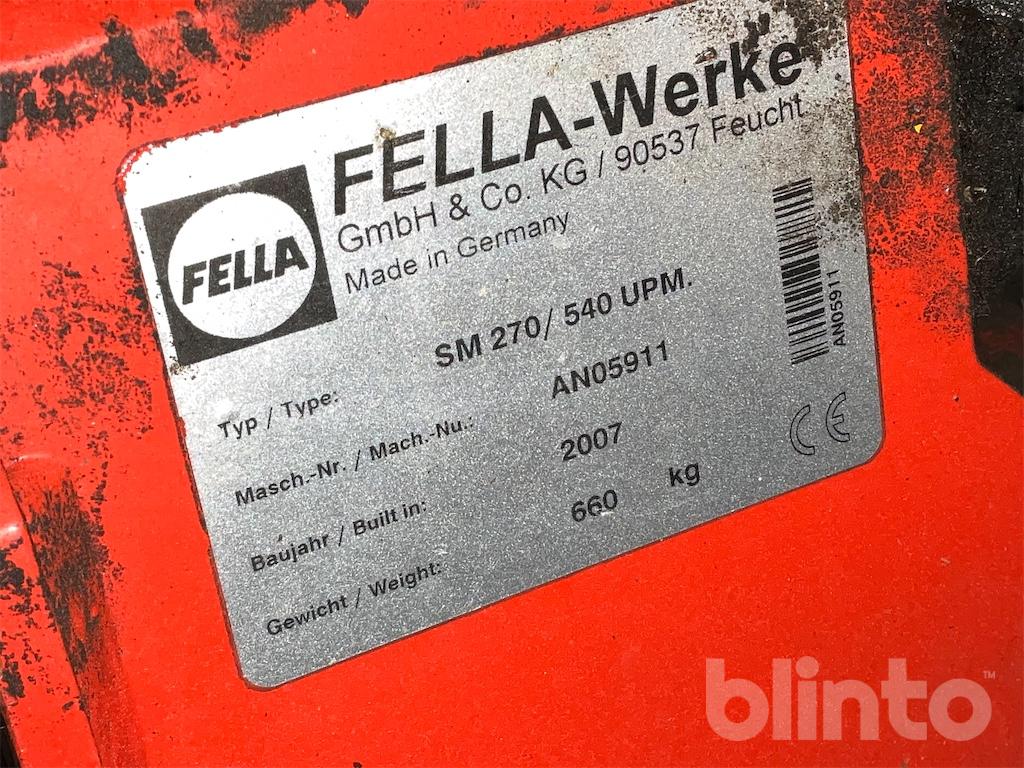 FELLA
FELLA-Werke
GmbH & Co. KG / 90537 Feucht
Made in Germany
Typ / Type: SM 270/ 540 UPM.
Masch.-Nr. / Mach.-Nu.: AN05911
Baujahr / Built in: 2007
Gewicht / Weight: 660 kg
AN05911
CE
blinto™